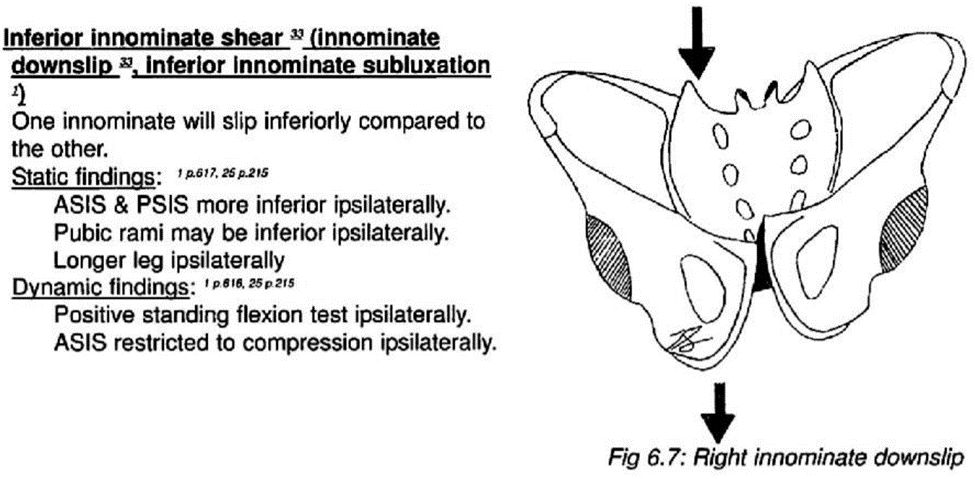 Inferior innominate shear 33 (innominate
downslip 33, inferior innominate subluxation
1)
One innominate will slip inferiorly compared to
the other.
Static findings: 1 p.617, 25 p.215
ASIS & PSIS more inferior ipsilaterally.
Pubic rami may be inferior ipsilaterally.
Longer leg ipsilaterally
Dynamic findings: 1 p.616, 25 p.215
Positive standing flexion test ipsilaterally.
ASIS restricted to compression ipsilaterally.
Fig 6.7: Right innominate downslip